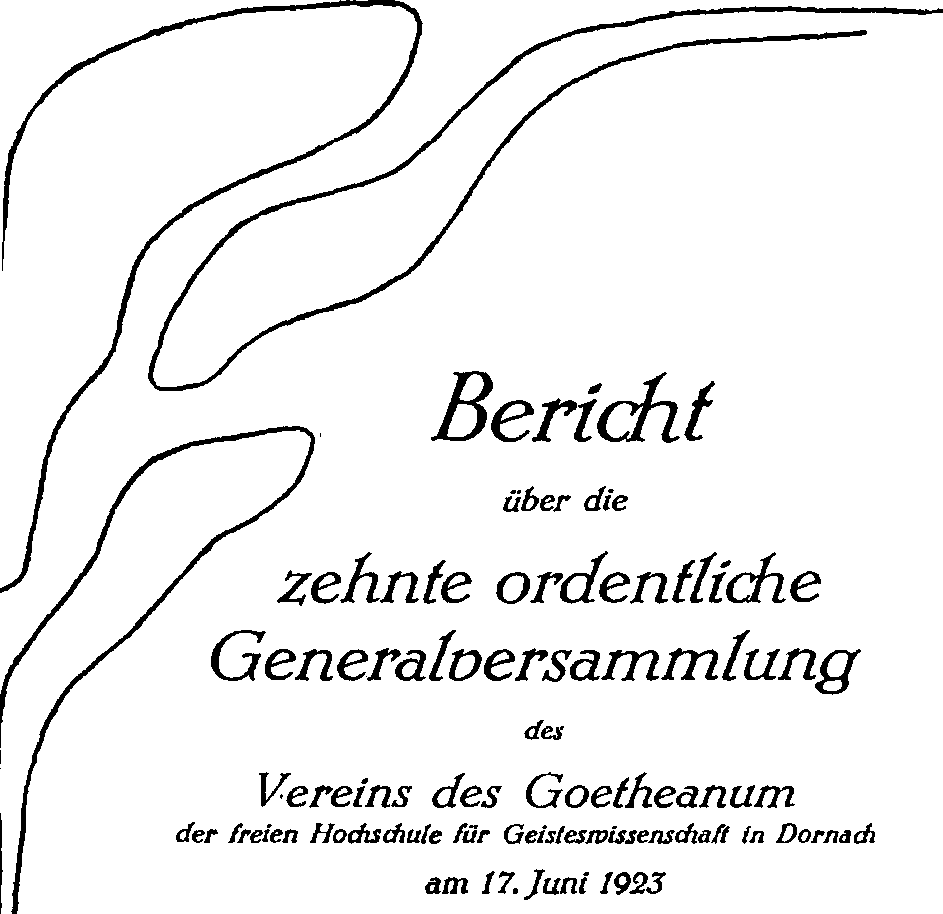 Bericht
über die
zehnte ordentliche
Generalversammlung
des
Vereins des Goetheanum
der freien Hochschule für Geisteswissenschaft in Dornach
am 17. Juni 1923